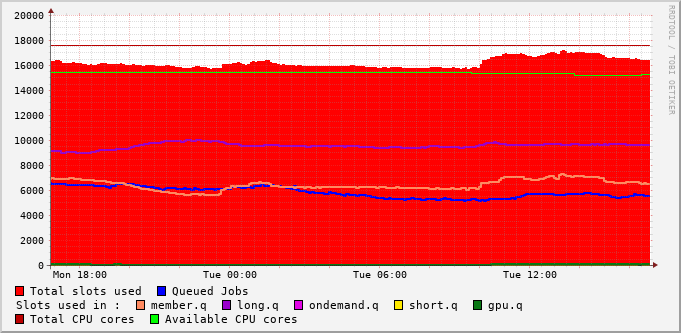 20000
18000
16000
14000
12000
10000
8000
6000
4000
2000
0
Mon 18:00 Tue 00:00 Tue 06:00 Tue 12:00
Total slots used Queued Jobs
Slots used in : member.q long.q ondemand.q short.q gpu.q
Total CPU cores Available CPU cores
RRDTOOL / TOBI OETIKER